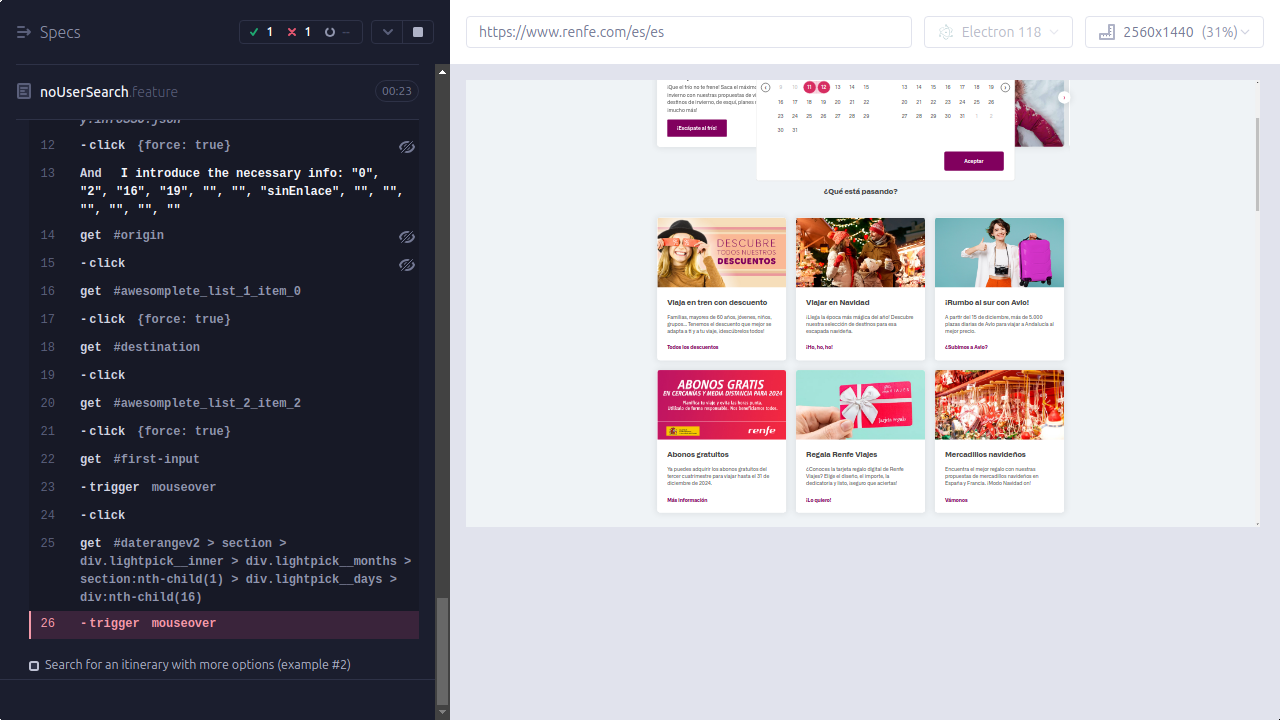 Specs
1
1
--
https://www.renfe.com/es/es
Electron 118
2560x1440 (31%)
noUserSearch.feature
00:23
12 -click {force: true}
13 And I introduce the necessary info: "0",
"2", "16", "19", "", "", "sinEnlace", "", "",
"", "", "", ""
14 get #origin
15 -click
16 get #awesomplete_list_1_item_0
17 -click {force: true}
18 get #destination
19 -click
20 get #awesomplete_list_2_item_2
21 -click {force: true}
22 get #first-input
23 -trigger mouseover
24 -click
25 get #daterangev2 > section >
div.lightpick__inner > div.lightpick__months >
section:nth-child(1) > div.lightpick__days >
div:nth-child(16)
26 -trigger mouseover
Search for an itinerary with more options (example #2)
¡Que el frío no te frene! Saca el máximo
invierno con nuestras propuestas de
destinos de invierno, de esquí, planes
¡mucho más!
¡Escápate al frío!
9 10 11 12 13 14 15
16 17 18 19 20 21 22
23 24 25 26 27 28 29
30 31
13 14 15 16 17 18 19
20 21 22 23 24 25 26
27 28 29 30 31 1 2
Aceptar
¿Qué está pasando?
DESCUBRE
TODOS NUESTROS
DESCUENTOS
Viaja en tren con descuento
Familias, mayores de 60 años, jóvenes, niños,
grupos... Tenemos el descuento que mejor se
adapta a ti y a tu viaje, ¡descúbrelos todos!
Todos los descuentos
Viajar en Navidad
¡Llega la época más mágica del año! Descubre
nuestra selección de destinos para esa
escapada navideña.
¡Ho, ho, ho!
¡Rumbo al sur con Avlo!
A partir del 15 de diciembre, más de 5.000
plazas diarias de Avlo para viajar a Andalucía al
mejor precio.
¿Subimos a Avlo?
ABONOS GRATIS
EN CERCANÍAS Y MEDIA DISTANCIA PARA 2024
Planifica tu viaje y evita las horas punta.
Utilízalo de forma responsable. Nos beneficiamos todos.
renfe
Abonos gratuitos
Ya puedes adquirir los abonos gratuitos del
tercer cuatrimestre para viajar hasta el 31 de
diciembre de 2024.
Más información
tarjeta regalo
Regala Renfe Viajes
¿Conoces la tarjeta regalo digital de Renfe
Viajes? Elige el diseño, el importe, la
dedicatoria y listo, ¡seguro que aciertas!
¡Lo quiero!
Mercadillos navideños
Encuentra el mejor regalo con nuestras
propuestas de mercadillos navideños en
España y Francia. ¡Modo Navidad on!
Vámonos